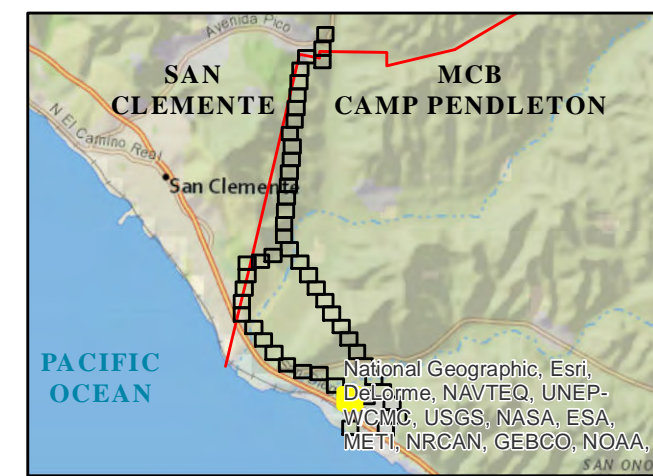 Avenida Pico
SAN
CLEMENTE
MCB
CAMP PENDLETON
N El Camino Real
San Clemente
PACIFIC
OCEAN
National Geographic, Esri,
DeLorme, NAVTEQ, UNEP-
WCMC, USGS, NASA, ESA,
METI, NRCAN, GEBCO, NOAA,
SAN ONO